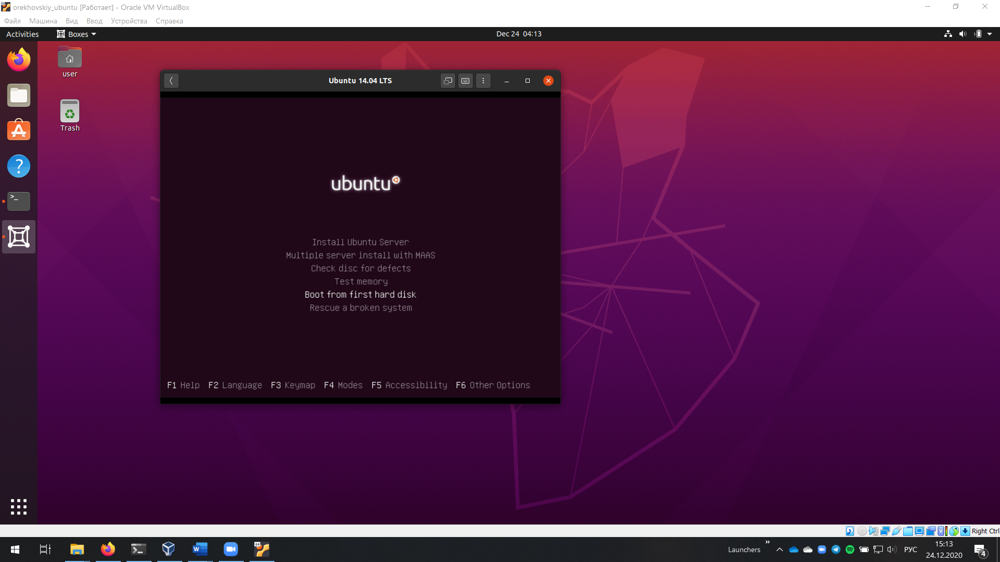 orekhovskiy_ubuntu [Работает] - Oracle VM VirtualBox
Файл Машина Вид Ввод Устройства Справка
Activities Boxes Dec 24 04:13
user
Trash
Ubuntu 14.04 LTS
ubuntu
Install Ubuntu Server
Multiple server install with MAAS
Check disc for defects
Test memory
Boot from first hard disk
Rescue a broken system
F1 Help F2 Language F3 Keymap F4 Modes F5 Accessibility F6 Other Options
Right Ctrl
Launchers
РУС
15:13
24.12.2020
4